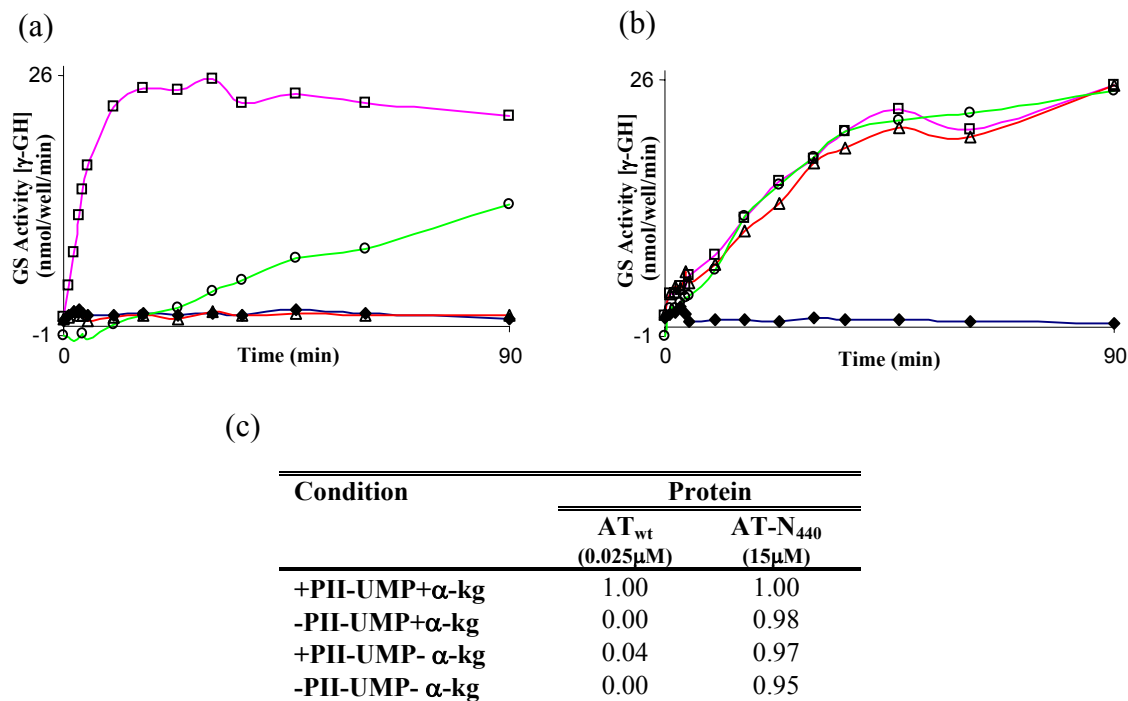 (a)
26
GS Activity [γ-GH]
(nmol/well/min)
-1
0
Time (min)
90
(b)
26
GS Activity [γ-GH]
(nmol/well/min)
-1
0
Time (min)
90
(c)
Condition Protein
ATwt AT-N440
(0.025µM) (15µM)
+PII-UMP+α-kg 1.00 1.00
-PII-UMP+α-kg 0.00 0.98
+PII-UMP- α-kg 0.04 0.97
-PII-UMP- α-kg 0.00 0.95